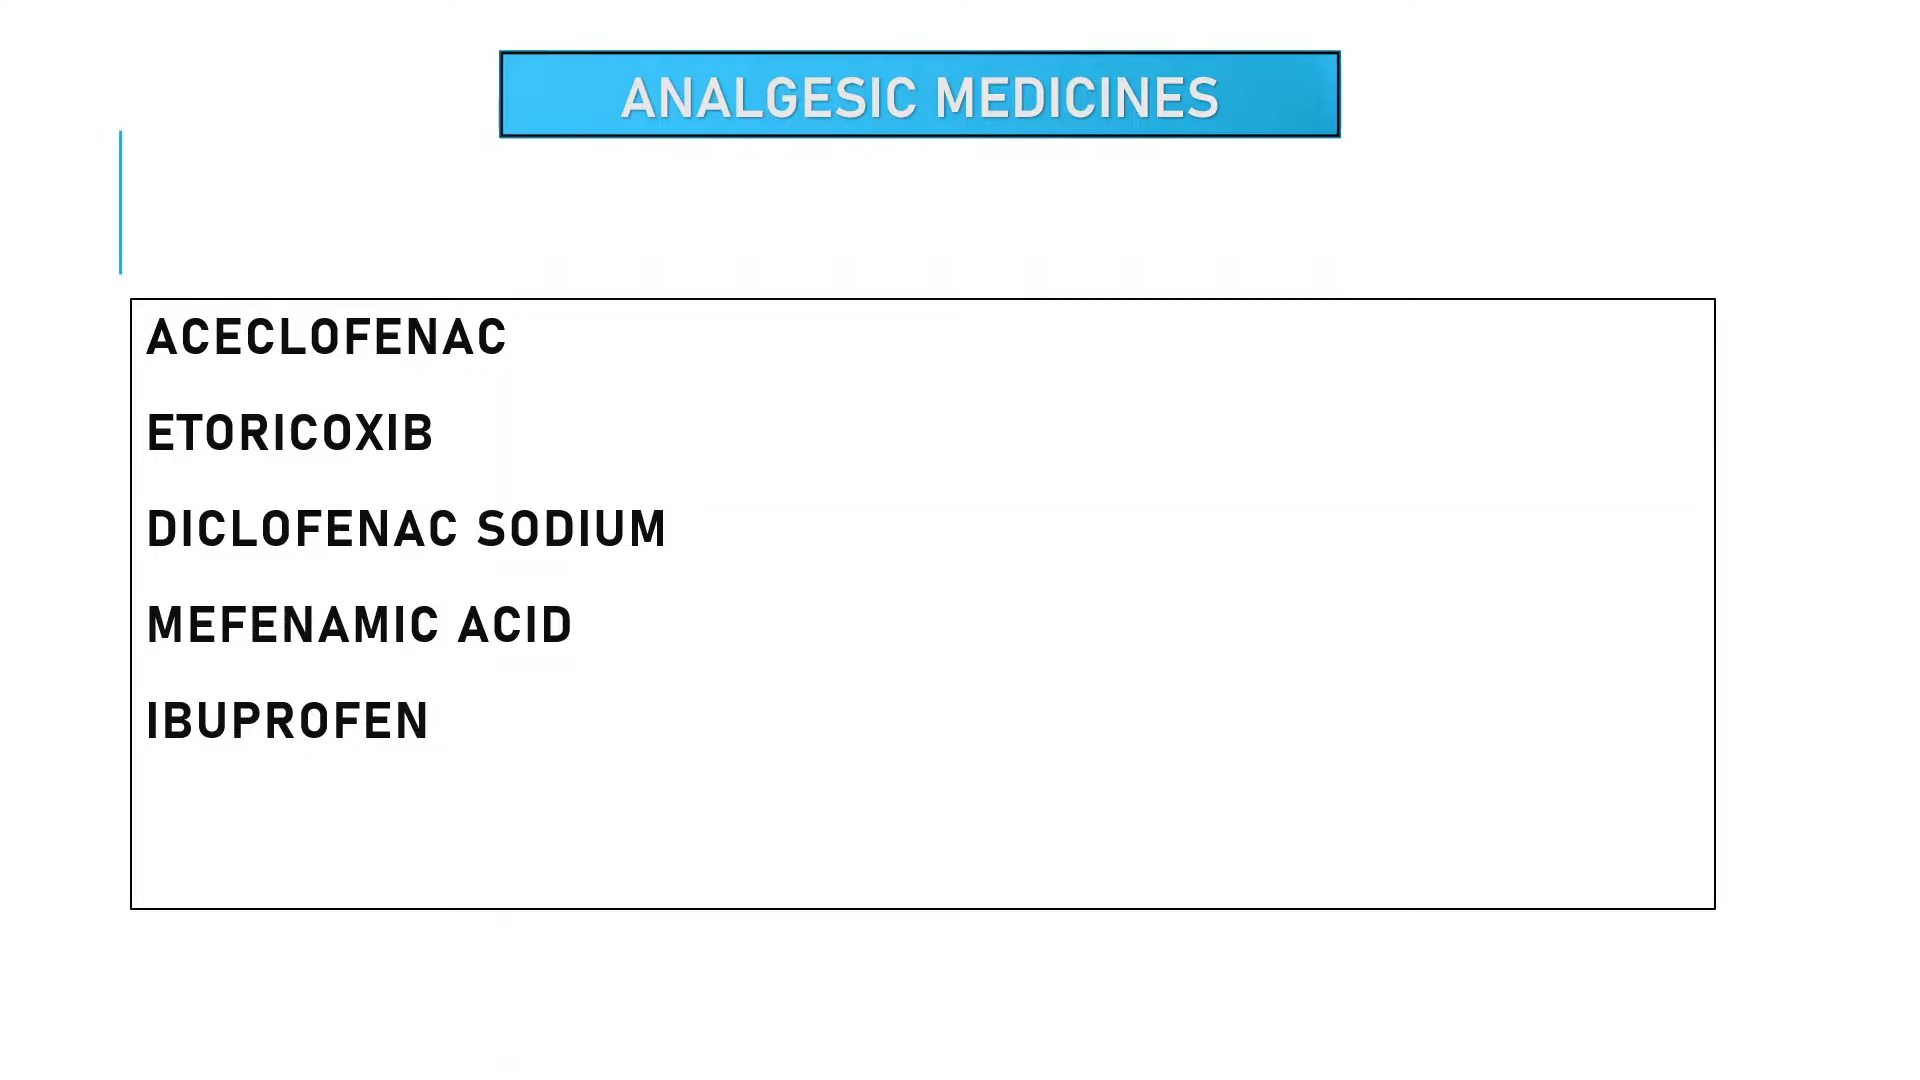 ANALGESIC MEDICINES
ACECLOFENAC
ETORICOXIB
DICLOFENAC SODIUM
MEFENAMIC ACID
IBUPROFEN